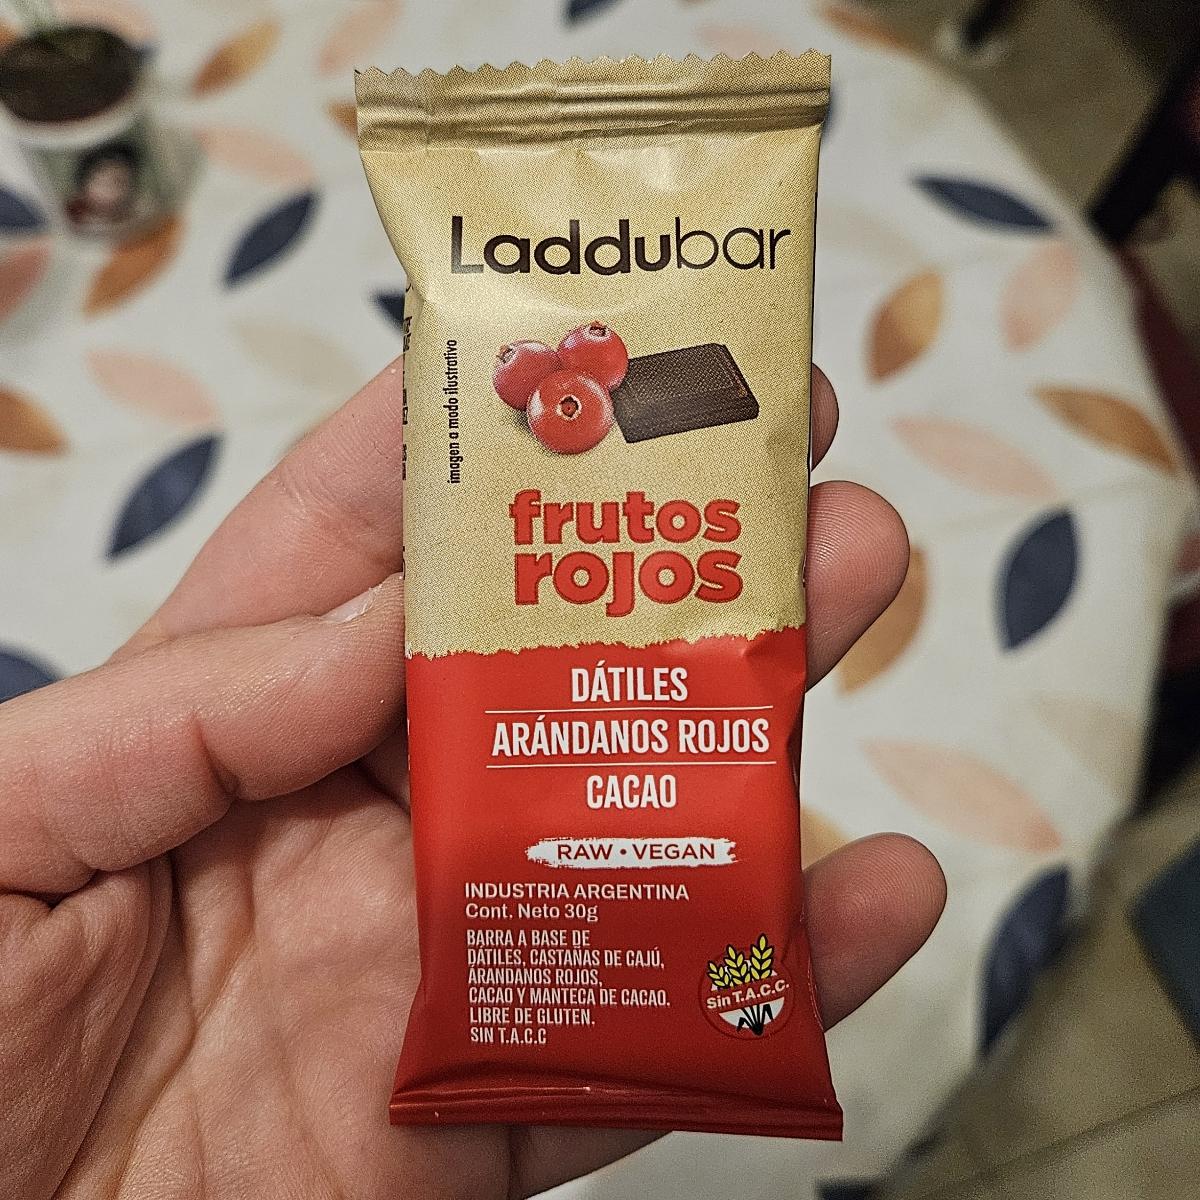 Laddubar
imagen a modo ilustrativo
frutos
rojos
DÁTILES
ARÁNDANOS ROJOS
CACAO
RAW • VEGAN
INDUSTRIA ARGENTINA
Cont. Neto 30g
BARRA A BASE DE
DÁTILES, CASTAÑAS DE CAJÚ,
ÁRANDANOS ROJOS,
CACAO Y MANTECA DE CACAO.
LIBRE DE GLUTEN.
SIN T.A.C.C
Sin T.A.C.C.